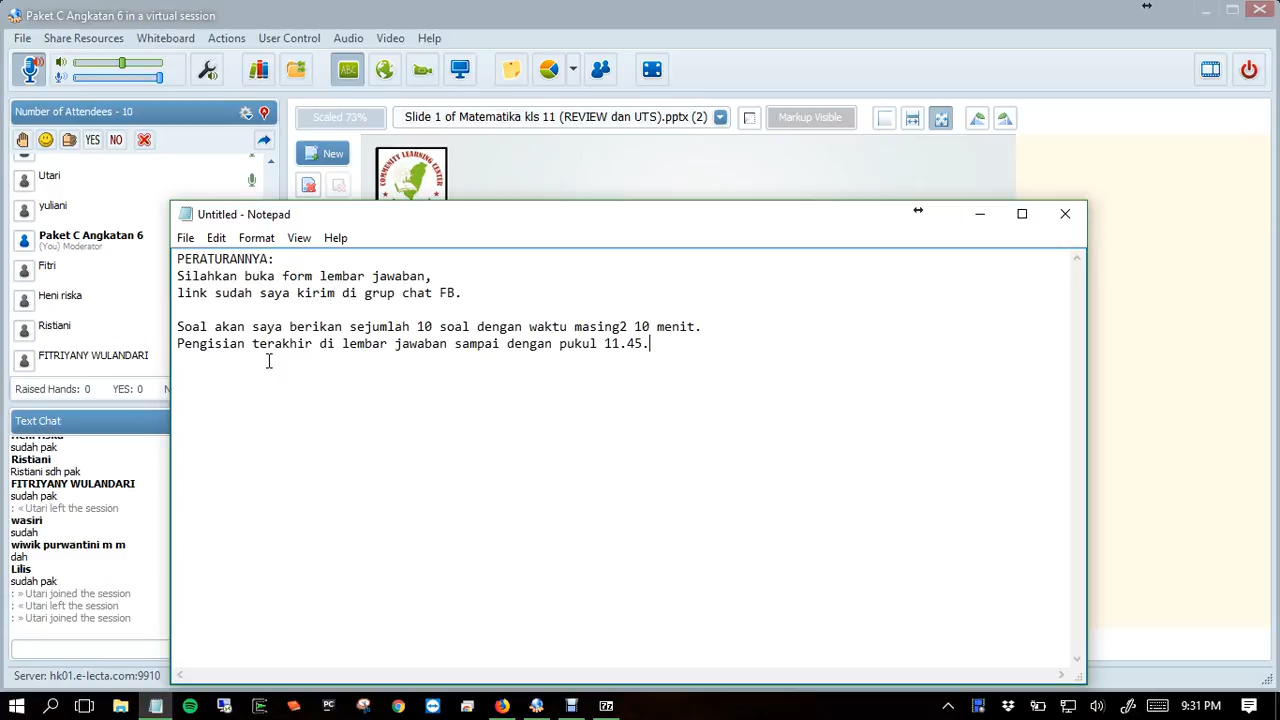 Paket C Angkatan 6 in a virtual session
File Share Resources Whiteboard Actions User Control Audio Video Help
Number of Attendees - 10
Scaled 73%
Slide 1 of Matematika kls 11 (REVIEW dan UTS).pptx (2)
Markup Visible
YES NO
New
COMMUNITY LEARNING CENTER
Utari
yuliani
Paket C Angkatan 6
(You) Moderator
Fitri
Heni riska
Ristiani
FITRIYANY WULANDARI
Raised Hands: 0 YES: 0
Text Chat
Heni riska
sudah pak
Ristiani
Ristiani sdh pak
FITRIYANY WULANDARI
sudah pak
: « Utari left the session
wasiri
sudah
wiwik purwantini m m
dah
Lilis
sudah pak
: » Utari joined the session
: « Utari left the session
: » Utari joined the session
Server: hk01.e-lecta.com:9910
Untitled - Notepad
File Edit Format View Help
PERATURANNYA:
Silahkan buka form lembar jawaban,
link sudah saya kirim di grup chat FB.
Soal akan saya berikan sejumlah 10 soal dengan waktu masing2 10 menit.
Pengisian terakhir di lembar jawaban sampai dengan pukul 11.45.
9:31 PM